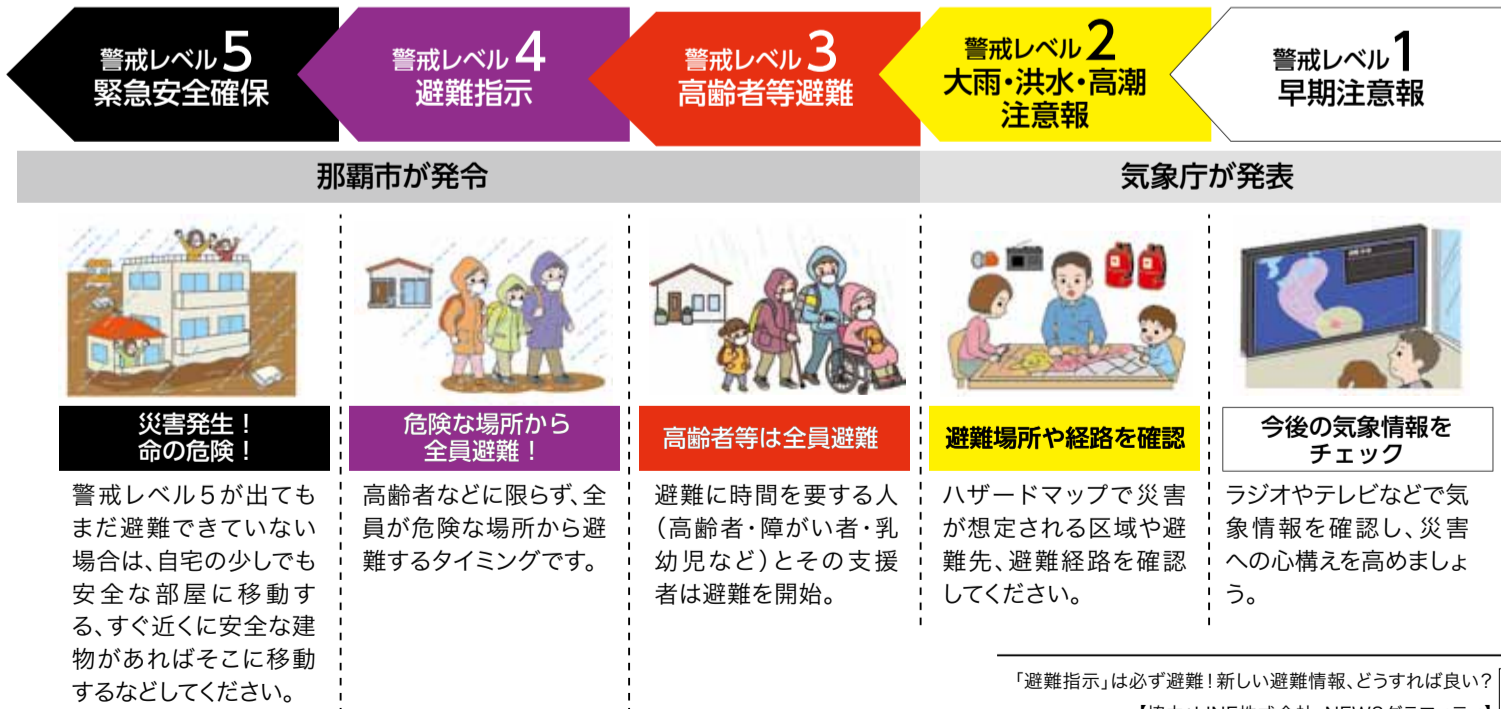 警戒レベル5
緊急安全確保
警戒レベル4
避難指示
警戒レベル3
高齢者等避難
警戒レベル2
大雨・洪水・高潮
注意報
警戒レベル1
早期注意報
那覇市が発令
気象庁が発表
災害発生！
命の危険！
警戒レベル5が出ても
まだ避難できていない
場合は、自宅の少しでも
安全な部屋に移動す
る、すぐ近くに安全な建
物があればそこに移動
するなどしてください。
危険な場所から
全員避難！
高齢者などに限らず、全
員が危険な場所から避
難するタイミングです。
高齢者等は全員避難
避難に時間を要する人
（高齢者・障がい者・乳
幼児など）とその支援
者は避難を開始。
避難場所や経路を確認
ハザードマップで災害
が想定される区域や避
難先、避難経路を確認
してください。
今後の気象情報を
チェック
ラジオやテレビなどで気
象情報を確認し、災害
への心構えを高めましょ
う。
「避難指示」は必ず避難！新しい避難情報、どうすれば良い？